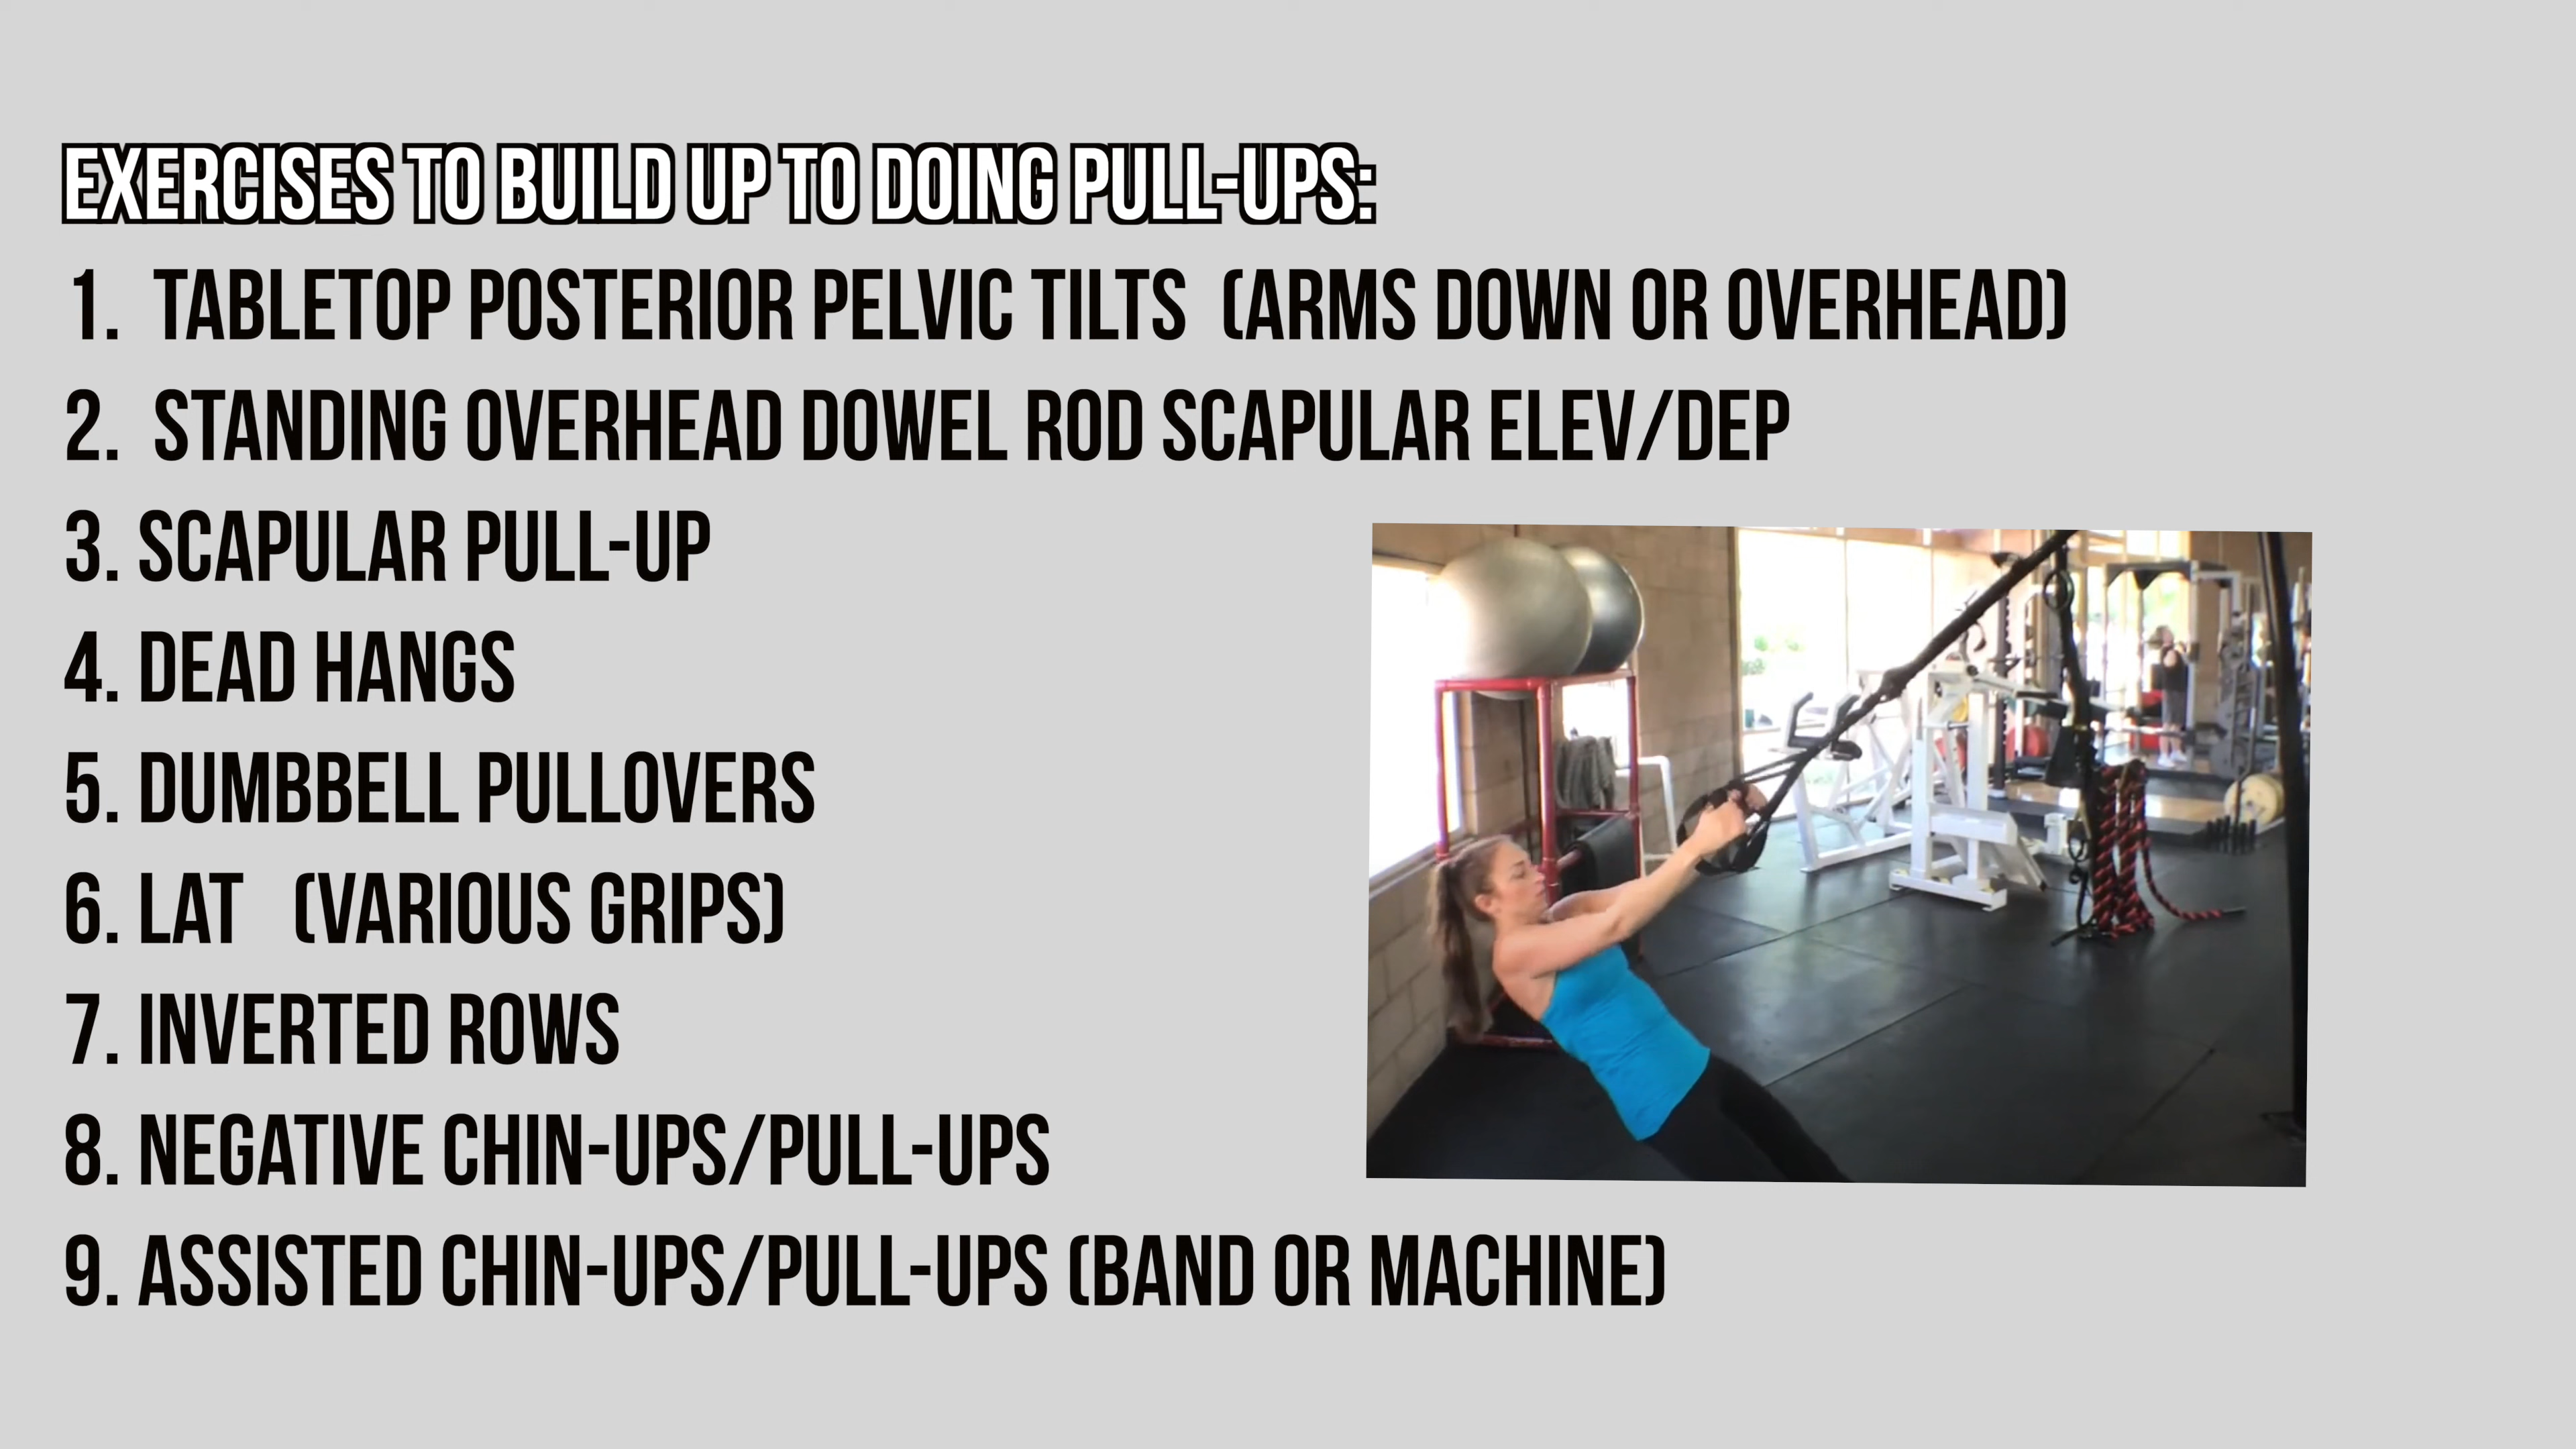 EXERCISES TO BUILD UP TO DOING PULL-UPS:
1. TABLETOP POSTERIOR PELVIC TILTS (ARMS DOWN OR OVERHEAD)
2. STANDING OVERHEAD DOWEL ROD SCAPULAR ELEV/DEP
3. SCAPULAR PULL-UP
4. DEAD HANGS
5. DUMBBELL PULLOVERS
6. LAT (VARIOUS GRIPS)
7. INVERTED ROWS
8. NEGATIVE CHIN-UPS/PULL-UPS
9. ASSISTED CHIN-UPS/PULL-UPS (BAND OR MACHINE)